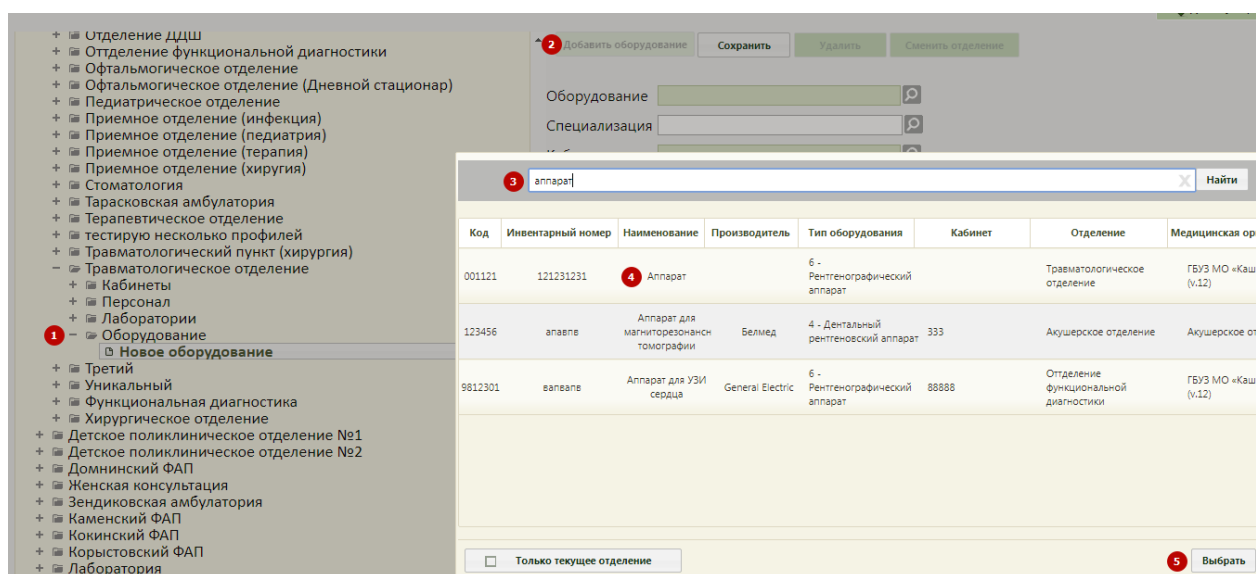 Отделение ДДШ
Оттделение функциональной диагностики
Офтальмогическое отделение
Офтальмогическое отделение (Дневной стационар)
Педиатрическое отделение
Приемное отделение (инфекция)
Приемное отделение (педиатрия)
Приемное отделение (терапия)
Приемное отделение (хиругия)
Стоматология
Тарасковская амбулатория
Терапевтическое отделение
тестирую несколько профилей
Травматологический пункт (хирургия)
Травматологическое отделение
Кабинеты
Персонал
Лаборатории
1 Оборудование
Новое оборудование
Третий
Уникальный
Функциональная диагностика
Хирургическое отделение
Детское поликлиническое отделение №1
Детское поликлиническое отделение №2
Домнинский ФАП
Женская консультация
Зендиковская амбулатория
Каменский ФАП
Кокинский ФАП
Корыстовский ФАП
Лаборатория
2 Добавить оборудование Сохранить Удалить Сменить отделение
Оборудование
Специализация
3 аппарат X Найти
Код Инвентарный номер Наименование Производитель Тип оборудования Кабинет Отделение Медицинская ор
001121 121231231 4 Аппарат 6 - Рентгенографический аппарат Травматологическое отделение ГБУЗ МО «Каш (v.12)
123456 апавпв Аппарат для магниторезонансн томографии Белмед 4 - Дентальный рентгеновский аппарат 333 Акушерское отделение Акушерское от
9812301 вапвапв Аппарат для УЗИ сердца General Electric 6 - Рентгенографический аппарат 88888 Оттделение функциональной диагностики ГБУЗ МО «Каш (v.12)
Только текущее отделение 5 Выбрать